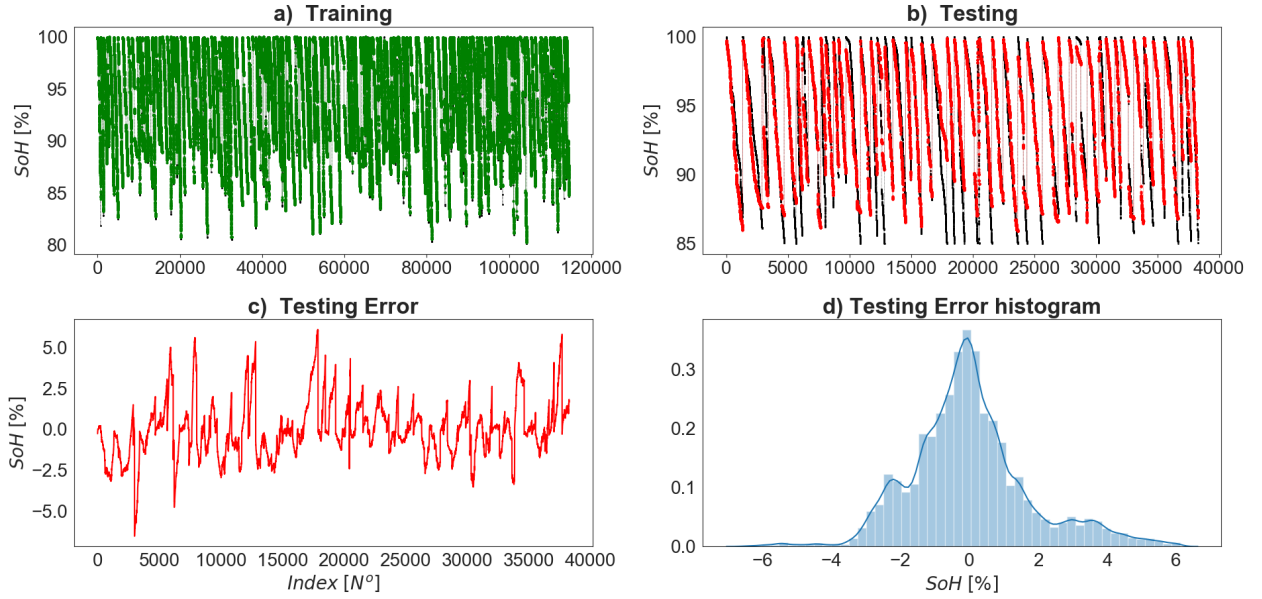 a)  Training
SoH [%]
100
95
90
85
80
0 20000 40000 60000 80000 100000 120000
b)  Testing
SoH [%]
100
95
90
85
0 5000 10000 15000 20000 25000 30000 35000 40000
c)  Testing Error
SoH [%]
5.0
2.5
0.0
−2.5
−5.0
0 5000 10000 15000 20000 25000 30000 35000 40000
Index [Nº]
d) Testing Error histogram
0.3
0.2
0.1
0.0
−6 −4 −2 0 2 4 6
SoH [%]